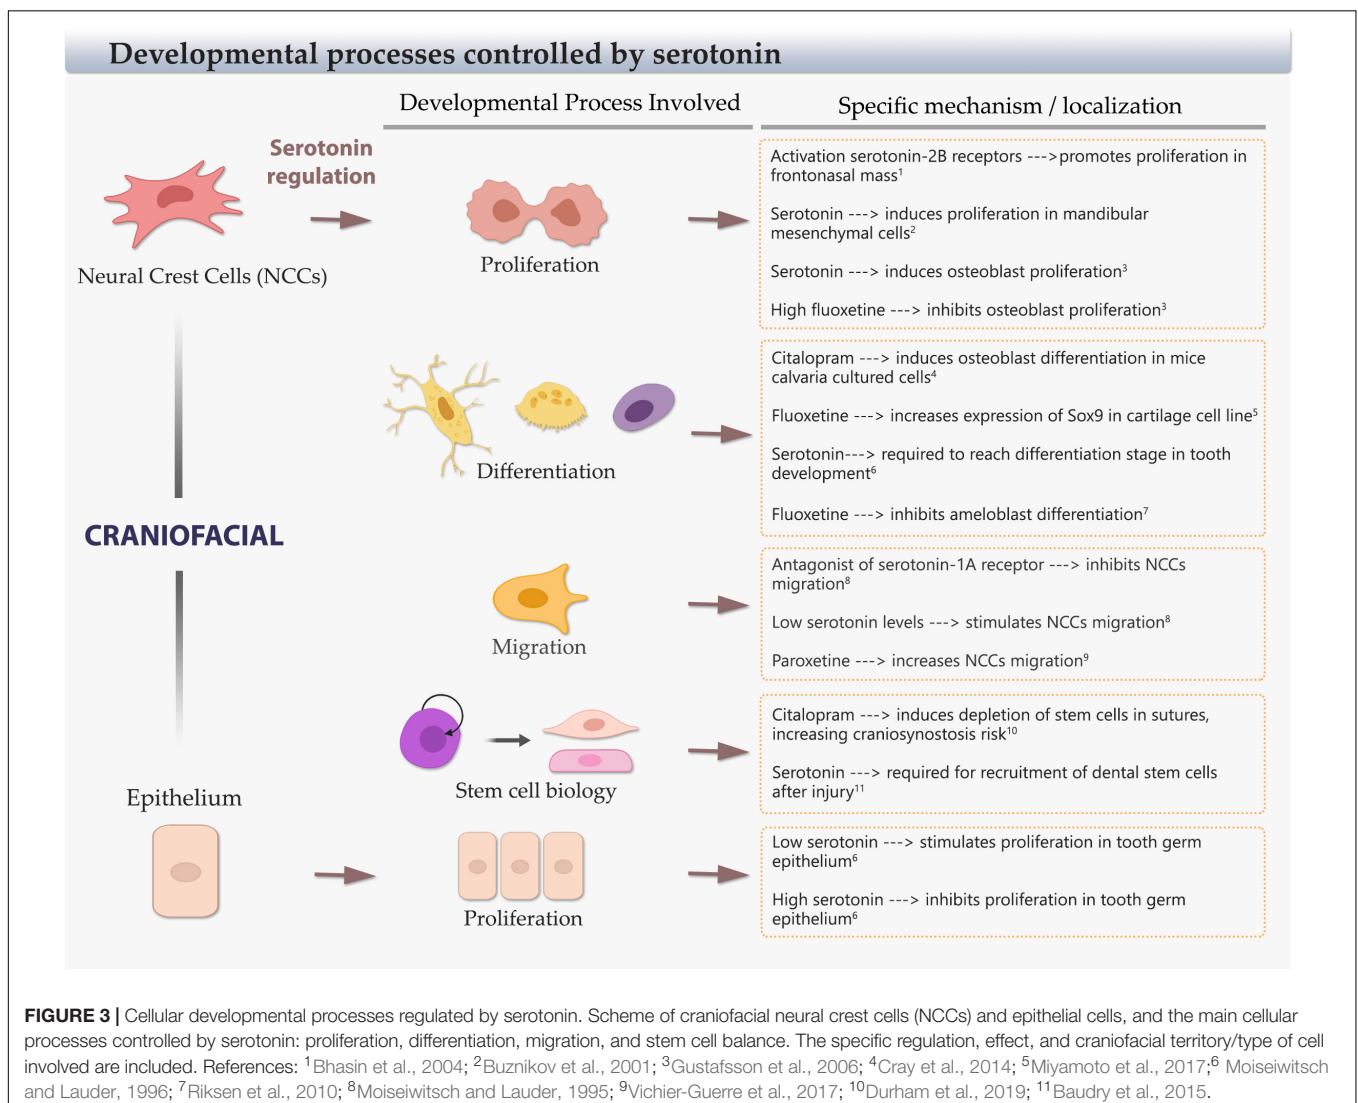 Developmental processes controlled by serotonin
Developmental Process Involved
Specific mechanism / localization
Serotonin
regulation
Neural Crest Cells (NCCs)
Proliferation
Activation serotonin-2B receptors --->promotes proliferation in
frontonasal mass1
Serotonin ---> induces proliferation in mandibular
mesenchymal cells2
Serotonin ---> induces osteoblast proliferation3
High fluoxetine ---> inhibits osteoblast proliferation3
Differentiation
Citalopram ---> induces osteoblast differentiation in mice
calvaria cultured cells4
Fluoxetine ---> increases expression of Sox9 in cartilage cell line5
Serotonin---> required to reach differentiation stage in tooth
development6
Fluoxetine ---> inhibits ameloblast differentiation7
CRANIOFACIAL
Migration
Antagonist of serotonin-1A receptor ---> inhibits NCCs
migration8
Low serotonin levels ---> stimulates NCCs migration8
Paroxetine ---> increases NCCs migration9
Stem cell biology
Citalopram ---> induces depletion of stem cells in sutures,
increasing craniosynostosis risk10
Serotonin ---> required for recruitment of dental stem cells
after injury11
Epithelium
Proliferation
Low serotonin ---> stimulates proliferation in tooth germ
epithelium6
High serotonin ---> inhibits proliferation in tooth germ
epithelium6
FIGURE 3 | Cellular developmental processes regulated by serotonin. Scheme of craniofacial neural crest cells (NCCs) and epithelial cells, and the main cellular
processes controlled by serotonin: proliferation, differentiation, migration, and stem cell balance. The specific regulation, effect, and craniofacial territory/type of cell
involved are included. References: 1Bhasin et al., 2004; 2Buznikov et al., 2001; 3Gustafsson et al., 2006; 4Cray et al., 2014; 5Miyamoto et al., 2017;6 Moiseiwitsch
and Lauder, 1996; 7Riksen et al., 2010; 8Moiseiwitsch and Lauder, 1995; 9Vichier-Guerre et al., 2017; 10Durham et al., 2019; 11Baudry et al., 2015.